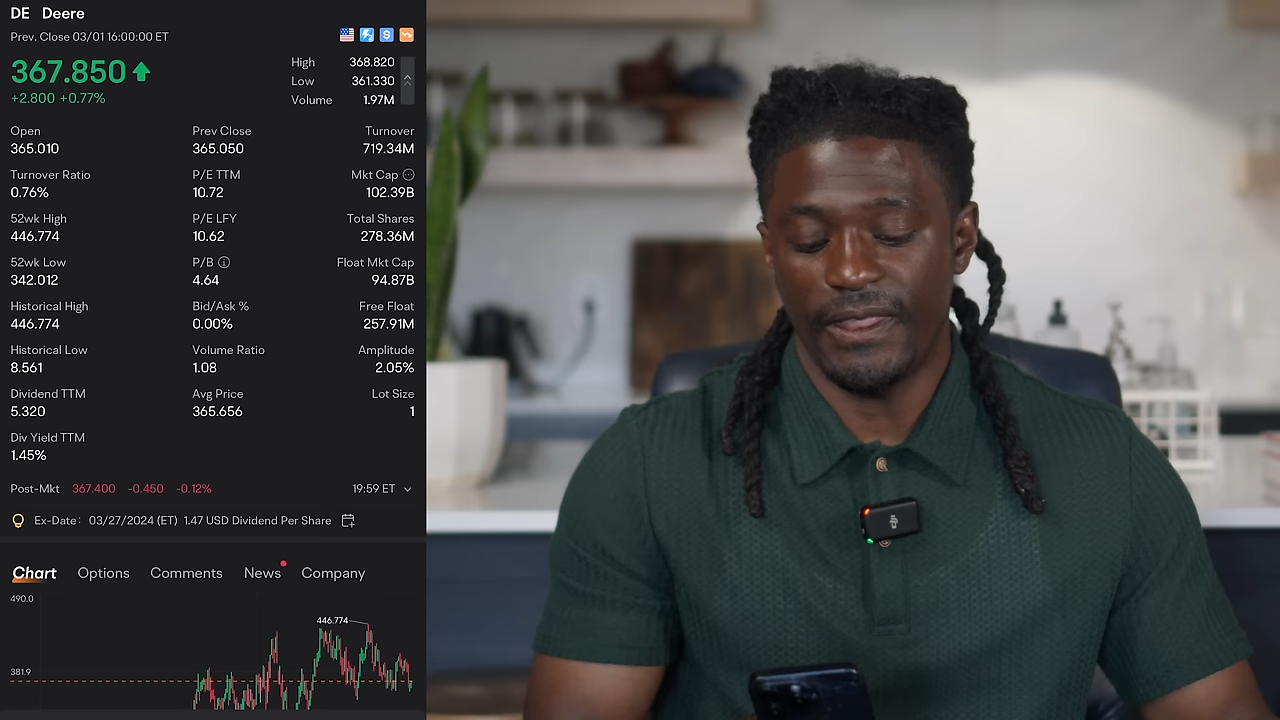 DE Deere
Prev. Close 03/01 16:00:00 ET
367.850
+2.800 +0.77%
High 368.820
Low 361.330
Volume 1.97M
Open Prev Close Turnover
365.010 365.050 719.34M
Turnover Ratio P/E TTM Mkt Cap
0.76% 10.72 102.39B
52wk High P/E LFY Total Shares
446.774 10.62 278.36M
52wk Low P/B Float Mkt Cap
342.012 4.64 94.87B
Historical High Bid/Ask % Free Float
446.774 0.00% 257.91M
Historical Low Volume Ratio Amplitude
8.561 1.08 2.05%
Dividend TTM Avg Price Lot Size
5.320 365.656 1
Div Yield TTM
1.45%
Post-Mkt 367.400 -0.450 -0.12% 19:59 ET
Ex-Date: 03/27/2024 (ET) 1.47 USD Dividend Per Share
Chart Options Comments News Company
490.0
446.774
381.9